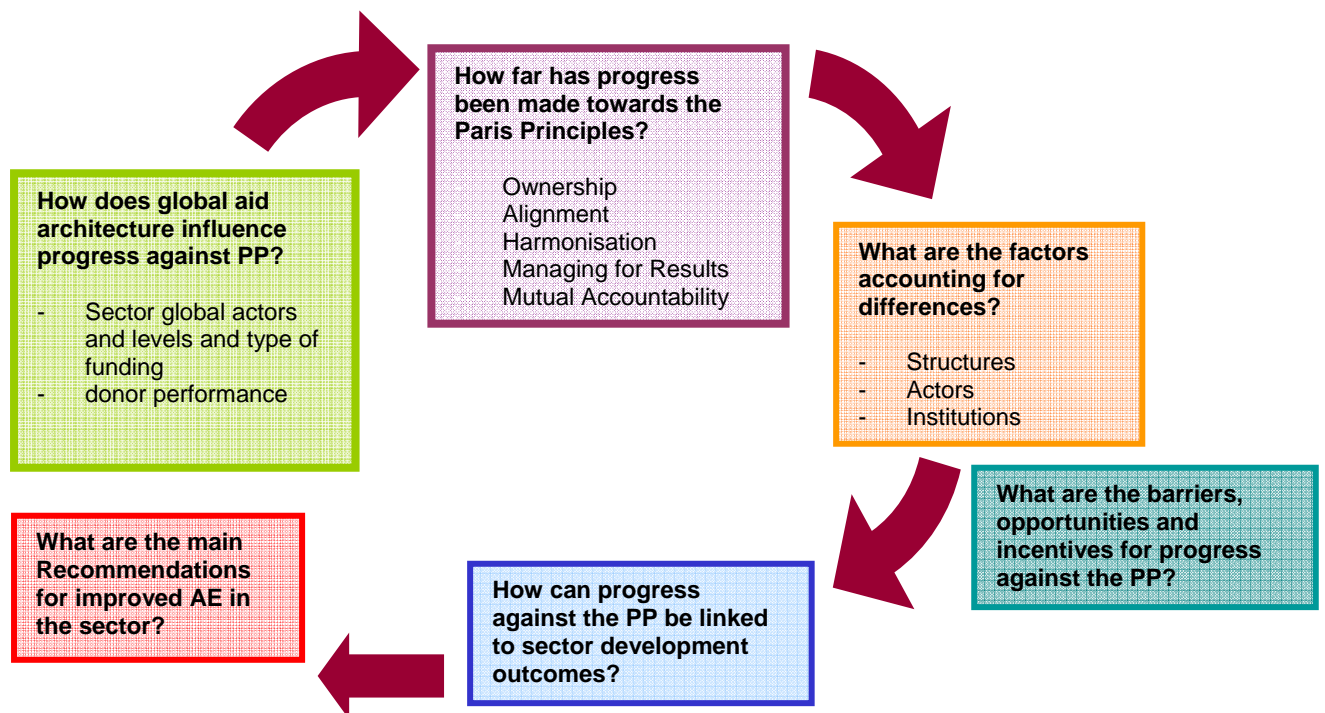 How does global aid
architecture influence
progress against PP?
- Sector global actors
and levels and type of
funding
- donor performance
How far has progress
been made towards the
Paris Principles?
- Ownership
- Alignment
- Harmonisation
- Managing for Results
- Mutual Accountability
What are the factors
accounting for
differences?
- Structures
- Actors
- Institutions
What are the barriers,
opportunities and
incentives for progress
against the PP?
How can progress
against the PP be linked
to sector development
outcomes?
What are the main
Recommendations
for improved AE in
the sector?